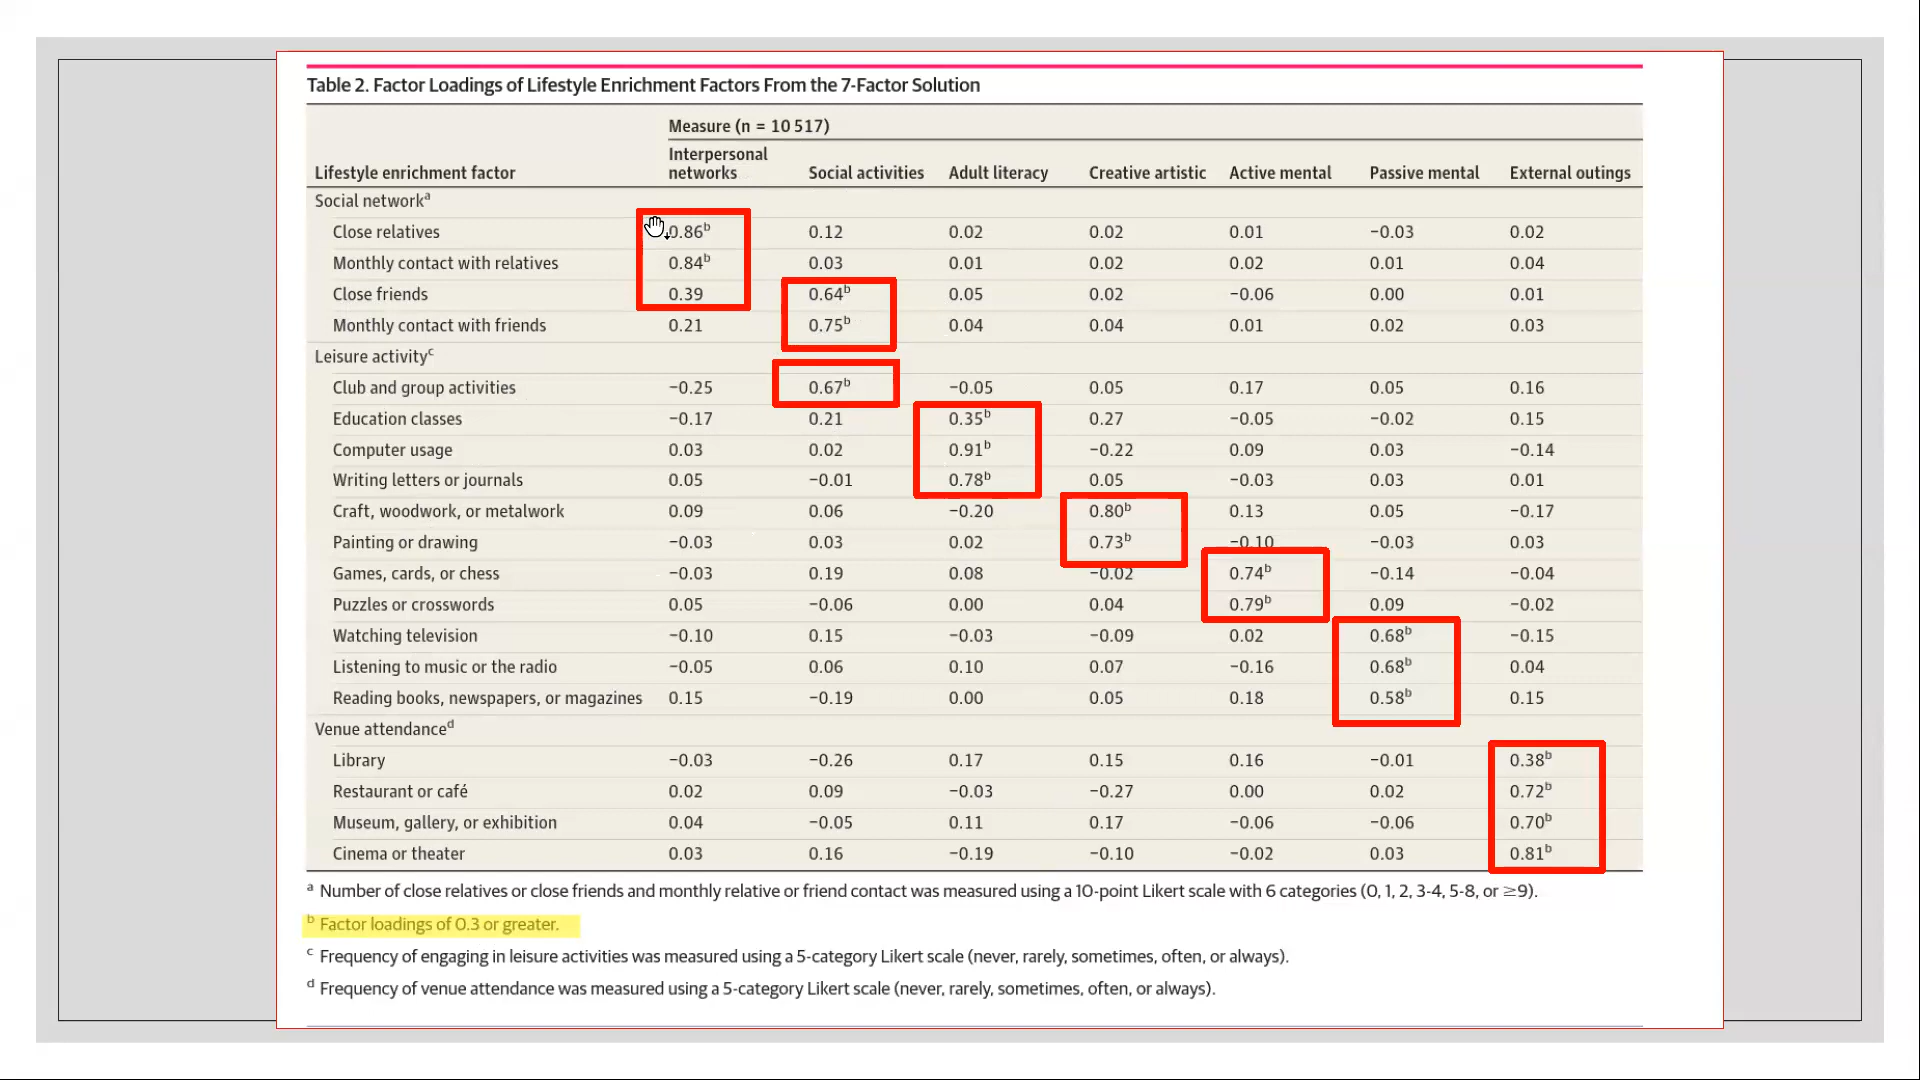 Table 2. Factor Loadings of Lifestyle Enrichment Factors From the 7-Factor Solution
Measure (n = 10 517)
Lifestyle enrichment factor Interpersonal networks Social activities Adult literacy Creative artistic Active mental Passive mental External outings
Social networkᵃ
Close relatives 0.86ᵇ 0.12 0.02 0.02 0.01 −0.03 0.02
Monthly contact with relatives 0.84ᵇ 0.03 0.01 0.02 0.02 0.01 0.04
Close friends 0.39 0.64ᵇ 0.05 0.02 −0.06 0.00 0.01
Monthly contact with friends 0.21 0.75ᵇ 0.04 0.04 0.01 0.02 0.03
Leisure activityᶜ
Club and group activities −0.25 0.67ᵇ −0.05 0.05 0.17 0.05 0.16
Education classes −0.17 0.21 0.35ᵇ 0.27 −0.05 −0.02 0.15
Computer usage 0.03 0.02 0.91ᵇ −0.22 0.09 0.03 −0.14
Writing letters or journals 0.05 −0.01 0.78ᵇ 0.05 −0.03 0.03 0.01
Craft, woodwork, or metalwork 0.09 0.06 −0.20 0.80ᵇ 0.13 0.05 −0.17
Painting or drawing −0.03 0.03 0.02 0.73ᵇ −0.10 −0.03 0.03
Games, cards, or chess −0.03 0.19 0.08 −0.02 0.74ᵇ −0.14 −0.04
Puzzles or crosswords 0.05 −0.06 0.00 0.04 0.79ᵇ 0.09 −0.02
Watching television −0.10 0.15 −0.03 −0.09 0.02 0.68ᵇ −0.15
Listening to music or the radio −0.05 0.06 0.10 0.07 −0.16 0.68ᵇ 0.04
Reading books, newspapers, or magazines 0.15 −0.19 0.00 0.05 0.18 0.58ᵇ 0.15
Venue attendanceᵈ
Library −0.03 −0.26 0.17 0.15 0.16 −0.01 0.38ᵇ
Restaurant or café 0.02 0.09 −0.03 −0.27 0.00 0.02 0.72ᵇ
Museum, gallery, or exhibition 0.04 −0.05 0.11 0.17 −0.06 −0.06 0.70ᵇ
Cinema or theater 0.03 0.16 −0.19 −0.10 −0.02 0.03 0.81ᵇ
ᵃ Number of close relatives or close friends and monthly relative or friend contact was measured using a 10-point Likert scale with 6 categories (0, 1, 2, 3-4, 5-8, or ≥9).
ᵇ Factor loadings of 0.3 or greater.
ᶜ Frequency of engaging in leisure activities was measured using a 5-category Likert scale (never, rarely, sometimes, often, or always).
ᵈ Frequency of venue attendance was measured using a 5-category Likert scale (never, rarely, sometimes, often, or always).